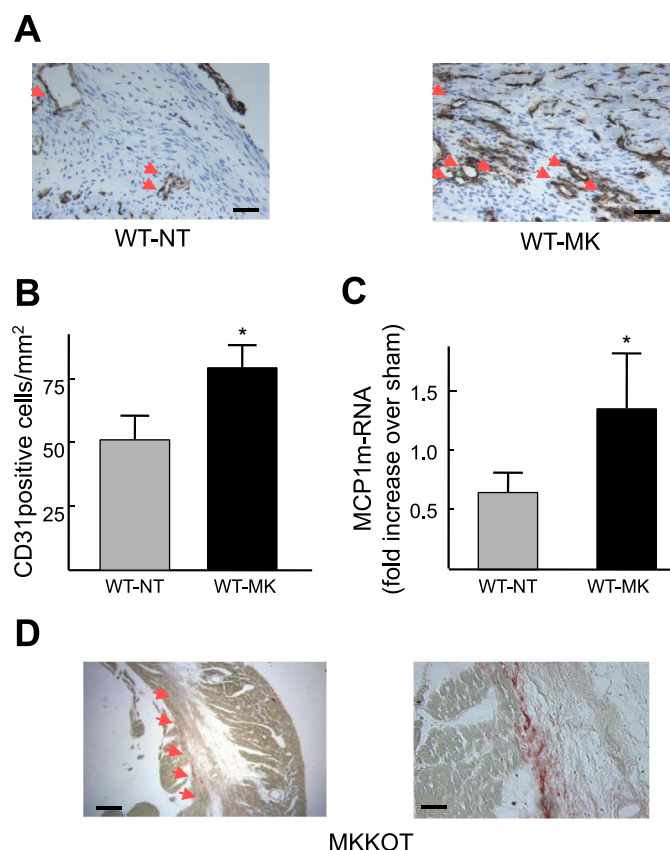 A
WT-NT
WT-MK
B
CD31positive cells/mm2
75
50
25
*
WT-NT
WT-MK
C
MCP1m-RNA
(fold increase over sham)
1.5
1.0
0.5
*
WT-NT
WT-MK
D
MKKOT